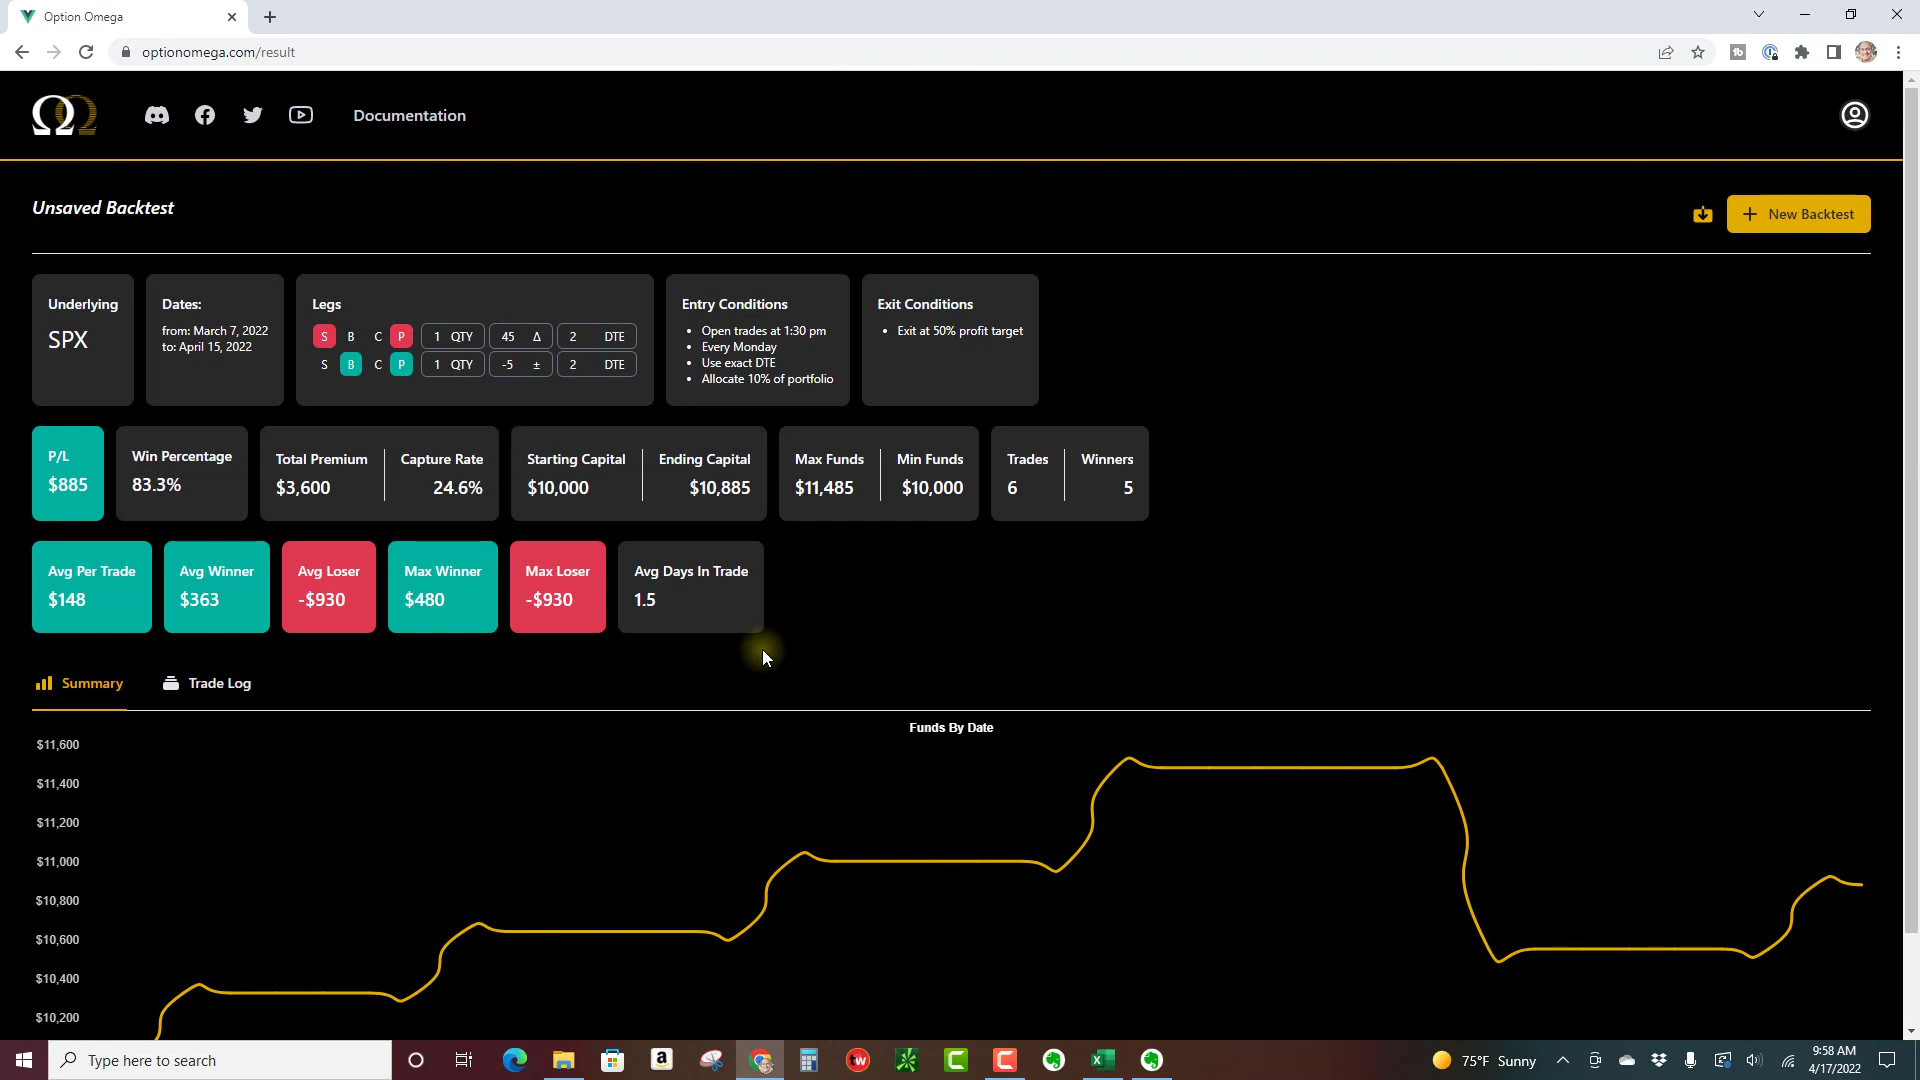 Option Omega
optionomega.com/result
Documentation
Unsaved Backtest
New Backtest
Underlying
SPX
Dates:
from: March 7, 2022
to: April 15, 2022
Legs
S B C P 1 QTY 45 Δ 2 DTE
S B C P 1 QTY -5 ± 2 DTE
Entry Conditions
• Open trades at 1:30 pm
• Every Monday
• Use exact DTE
• Allocate 10% of portfolio
Exit Conditions
• Exit at 50% profit target
P/L
$885
Win Percentage
83.3%
Total Premium
$3,600
Capture Rate
24.6%
Starting Capital
$10,000
Ending Capital
$10,885
Max Funds
$11,485
Min Funds
$10,000
Trades
6
Winners
5
Avg Per Trade
$148
Avg Winner
$363
Avg Loser
-$930
Max Winner
$480
Max Loser
-$930
Avg Days In Trade
1.5
Summary
Trade Log
Funds By Date
$11,600
$11,400
$11,200
$11,000
$10,800
$10,600
$10,400
$10,200
Type here to search
tw
75°F Sunny
9:58 AM
4/17/2022